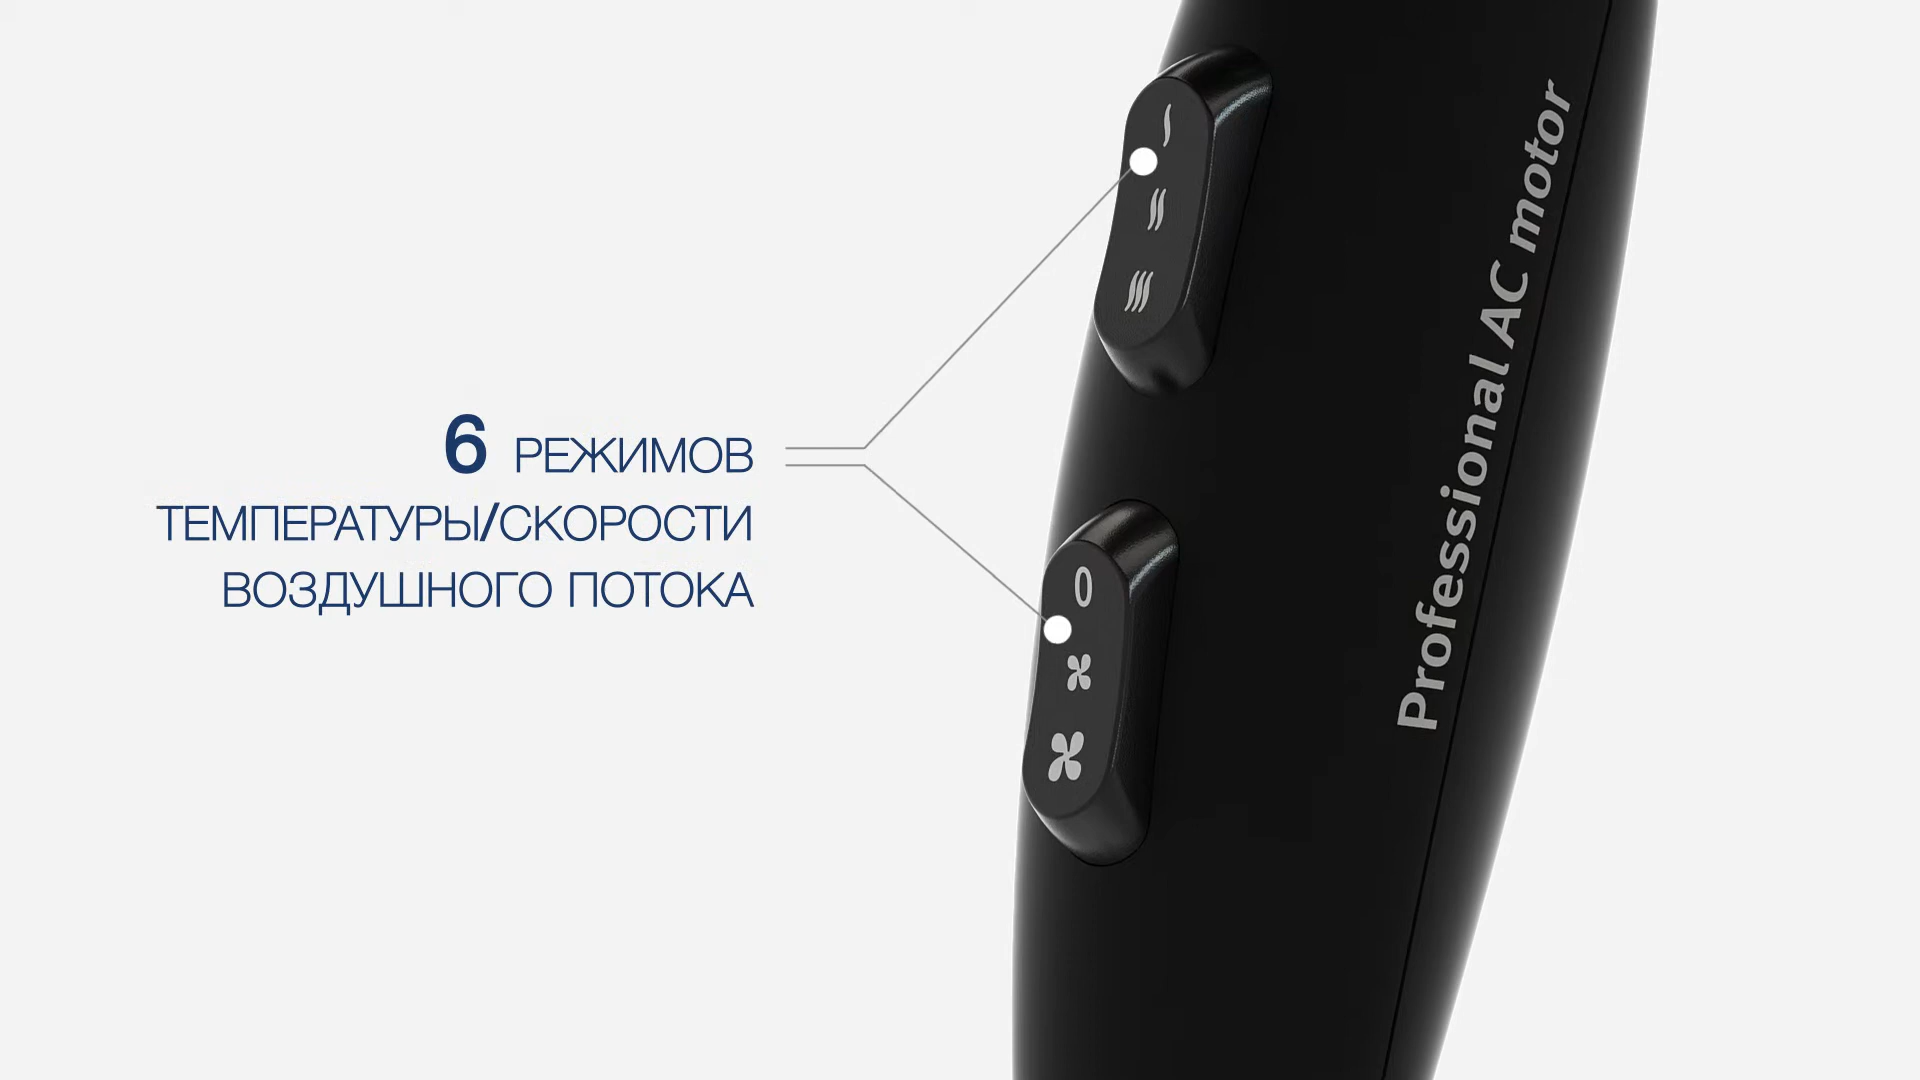 6 РЕЖИМОВ
ТЕМПЕРАТУРЫ/СКОРОСТИ
ВОЗДУШНОГО ПОТОКА
Professional AC motor
0